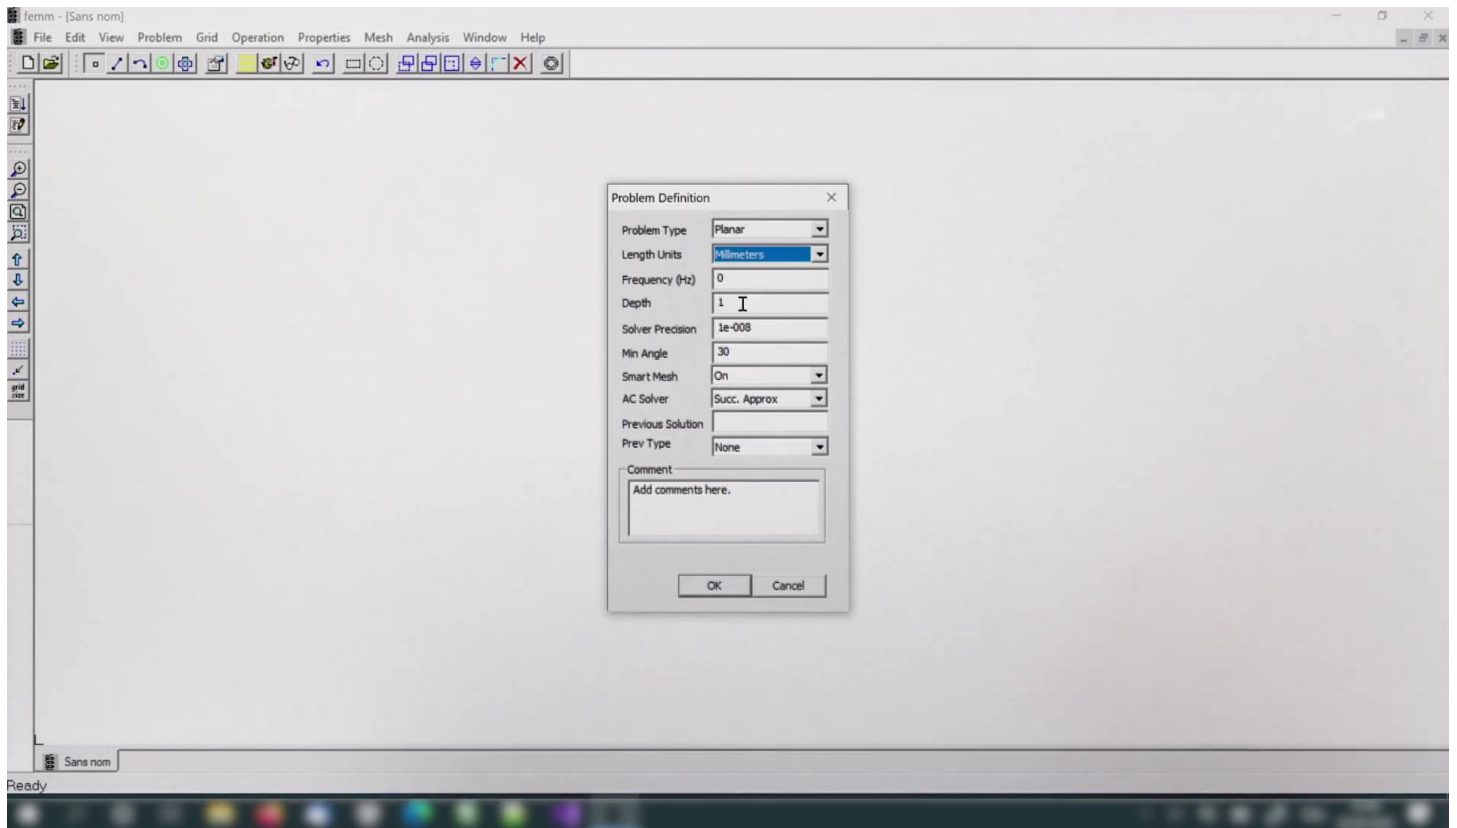 femm - [Sans nom]
File Edit View Problem Grid Operation Properties Mesh Analysis Window Help
grid
size
Problem Definition
Problem Type Planar
Length Units Millimeters
Frequency (Hz) 0
Depth 1
Solver Precision 1e-008
Min Angle 30
Smart Mesh On
AC Solver Succ. Approx
Previous Solution
Prev Type None
Comment
Add comments here.
OK Cancel
Sans nom
Ready